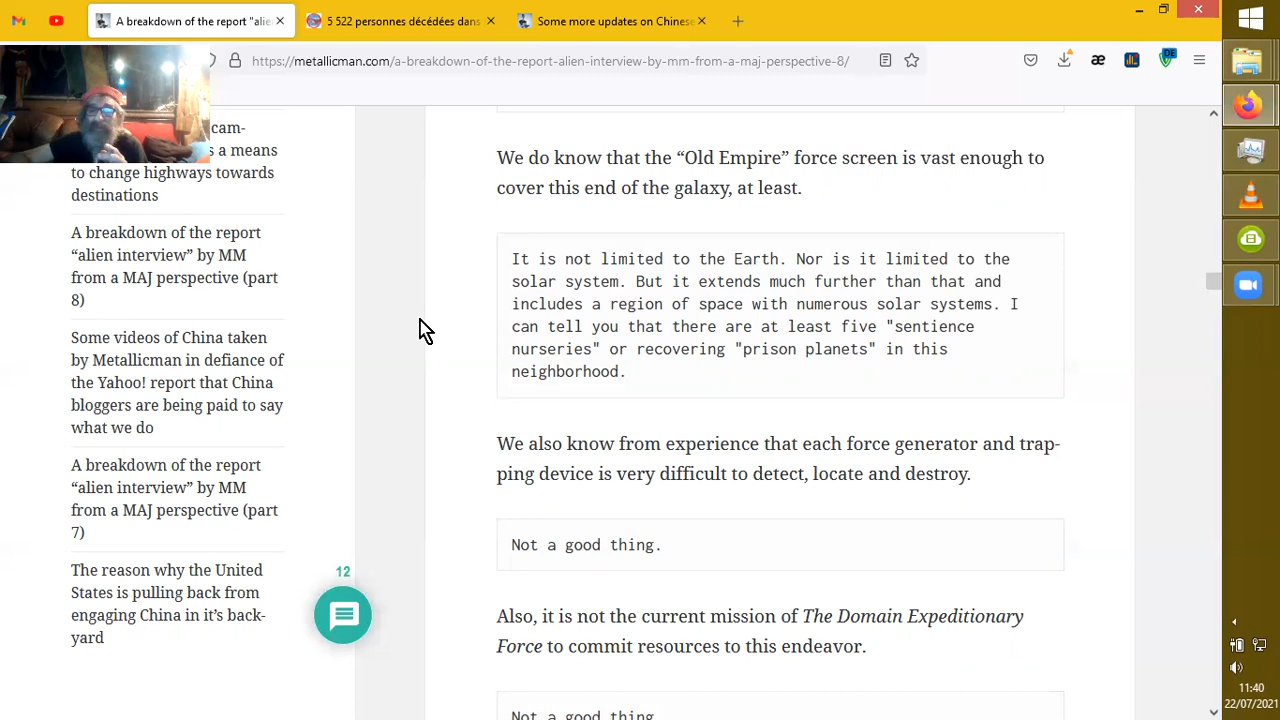 A breakdown of the report "alie
5 522 personnes décédées dans
Some more updates on Chinese
https://metallicman.com/a-breakdown-of-the-r alien-interview-by-mm-from-a-maj-perspective-8/
DE
cam-
s a means
to change highways towards
destinations
A breakdown of the report
“alien interview” by MM
from a MAJ perspective (part
8)
Some videos of China taken
by Metallicman in defiance of
the Yahoo! report that China
bloggers are being paid to say
what we do
A breakdown of the report
“alien interview” by MM
from a MAJ perspective (part
7)
The reason why the United
States is pulling back from
engaging China in it’s back-
yard
12
We do know that the “Old Empire” force screen is vast enough to
cover this end of the galaxy, at least.
It is not limited to the Earth. Nor is it limited to the
solar system. But it extends much further than that and
includes a region of space with numerous solar systems. I
can tell you that there are at least five "sentience
nurseries" or recovering "prison planets" in this
neighborhood.
We also know from experience that each force generator and trap-
ping device is very difficult to detect, locate and destroy.
Not a good thing.
Also, it is not the current mission of The Domain Expeditionary
Force to commit resources to this endeavor.
Not a good thing
11:40
22/07/2021